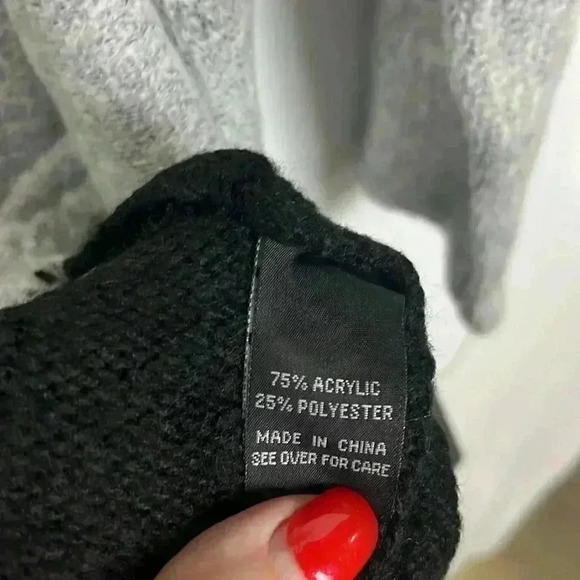 75% ACRYLIC
25% POLYESTER
MADE IN CHINA
SEE OVER FOR CARE